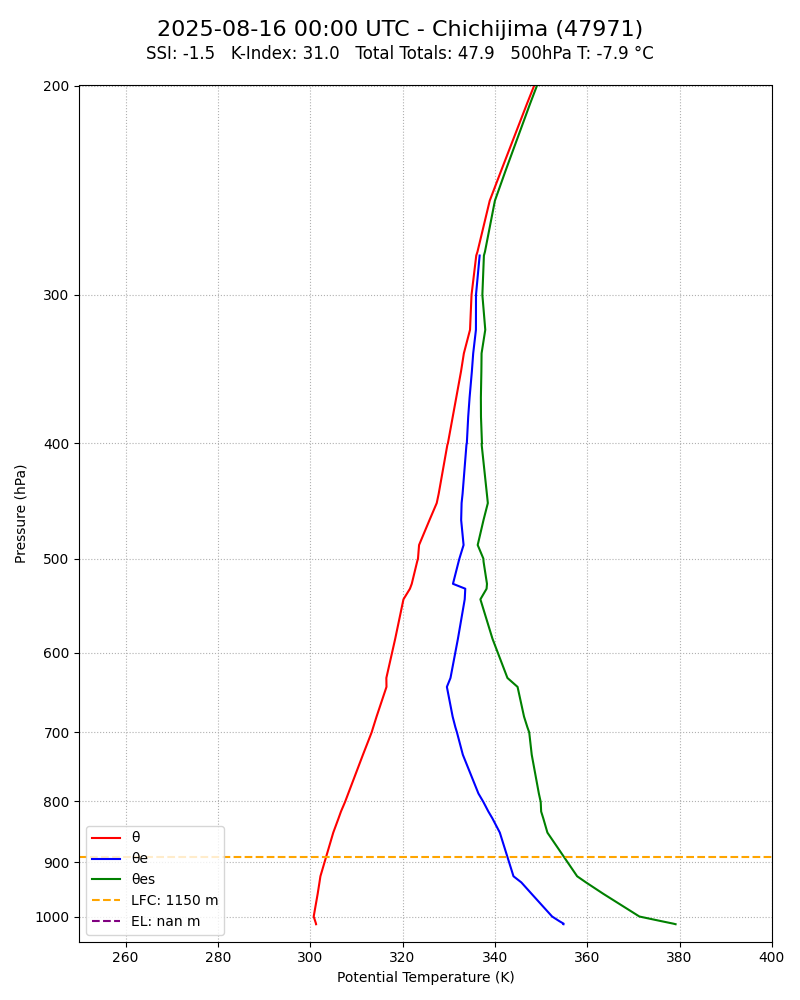 2025-08-16 00:00 UTC - Chichijima (47971)
SSI: -1.5   K-Index: 31.0   Total Totals: 47.9   500hPa T: -7.9 °C
200
300
400
500
600
700
800
900
1000
Pressure (hPa)
θ
θe
θes
LFC: 1150 m
EL: nan m
260
280
300
320
340
360
380
400
Potential Temperature (K)